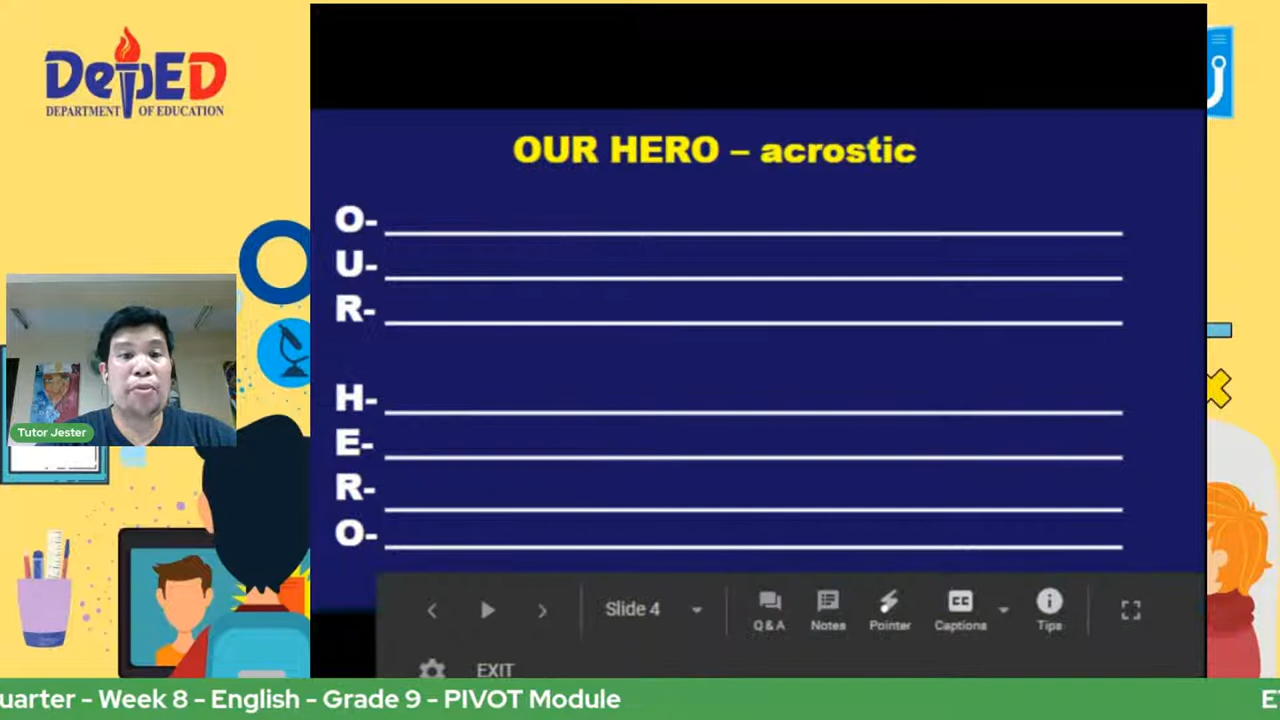 DepED
DEPARTMENT OF EDUCATION
OUR HERO – acrostic
O-
U-
R-
H-
E-
R-
O-
Tutor Jester
Slide 4
Q & A
Notes
Pointer
CC
Captions
Tips
EXIT
uarter - Week 8 - English - Grade 9 - PIVOT Module